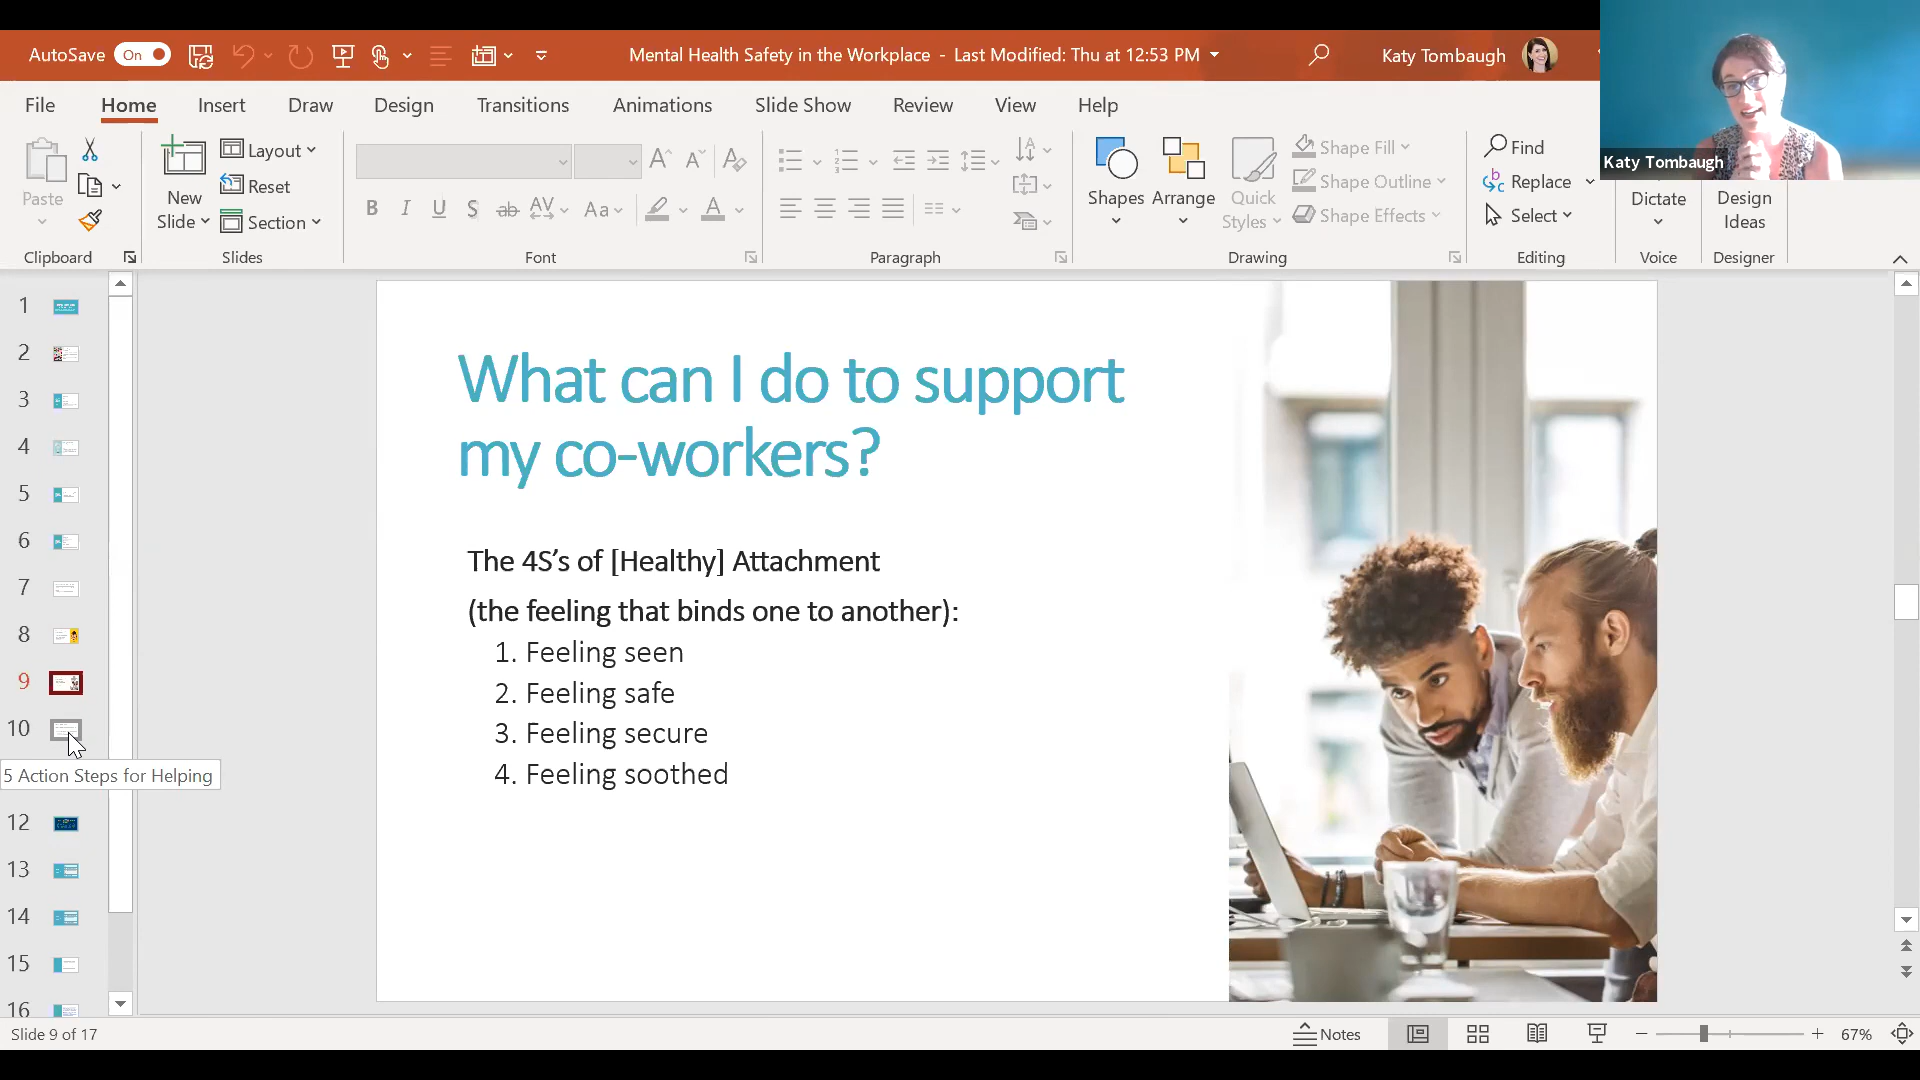 AutoSave On Mental Health Safety in the Workplace - Last Modified: Thu at 12:53 PM Katy Tombaugh
File Home Insert Draw Design Transitions Animations Slide Show Review View Help
Katy Tombaugh
Paste
New Slide
Layout
Reset
Section
B I U S ab AV Aa A
Shapes
Arrange
Quick Styles
Shape Fill
Shape Outline
Shape Effects
Find
Replace
Select
Dictate
Design Ideas
Clipboard Slides Font Paragraph Drawing Editing Voice Designer
1
2
3
4
5
6
7
8
9
10
5 Action Steps for Helping
12
13
14
15
16
What can I do to support
my co-workers?
The 4S’s of [Healthy] Attachment
(the feeling that binds one to another):
1. Feeling seen
2. Feeling safe
3. Feeling secure
4. Feeling soothed
Slide 9 of 17 Notes 67%